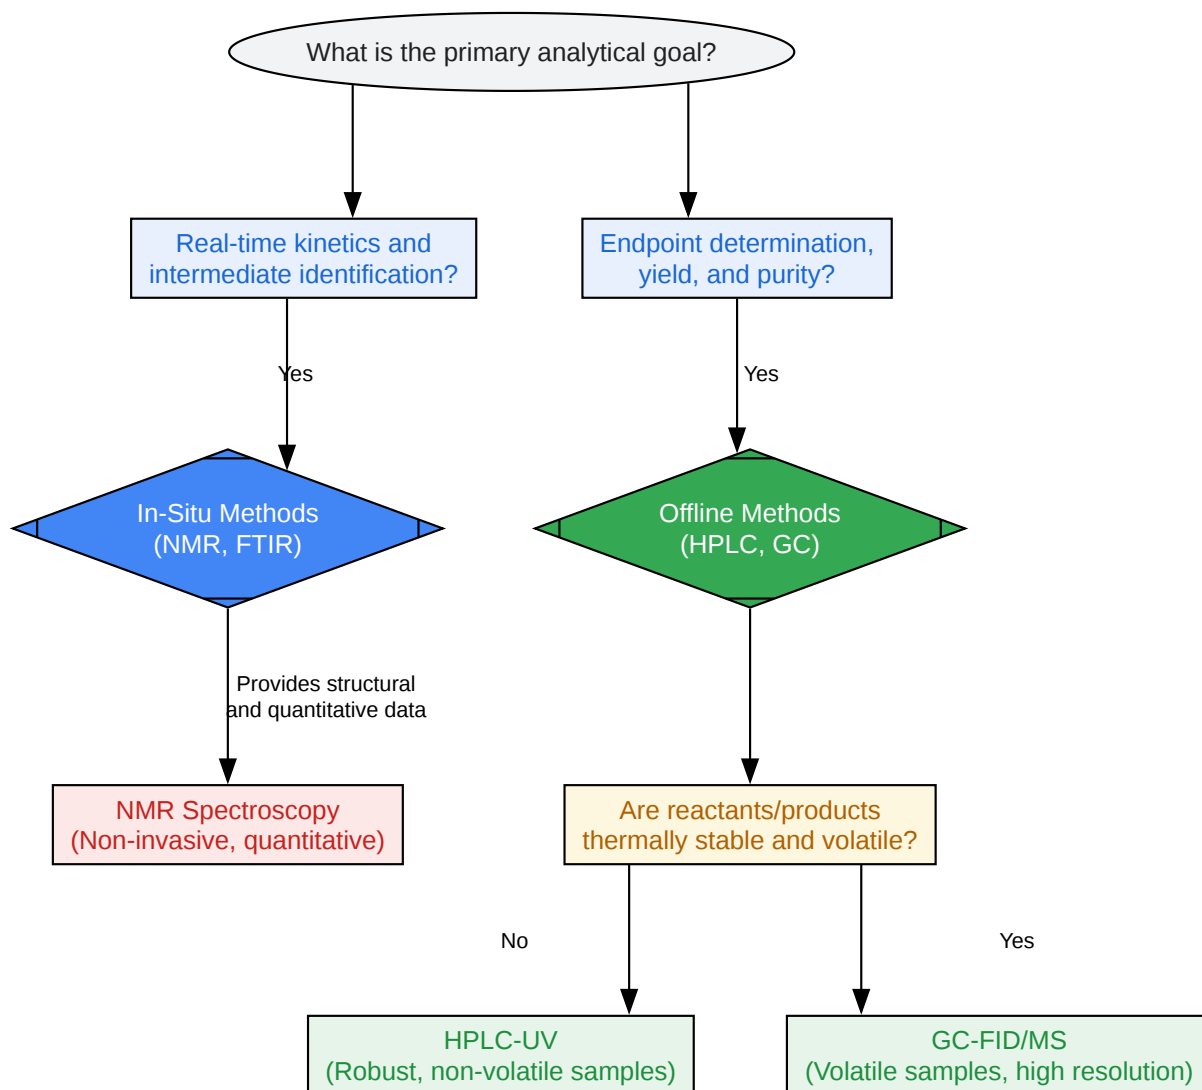 What is the primary analytical goal?
Real-time kinetics and
intermediate identification?
Endpoint determination,
yield, and purity?
Yes
Yes
In-Situ Methods
(NMR, FTIR)
Offline Methods
(HPLC, GC)
Provides structural
and quantitative data
NMR Spectroscopy
(Non-invasive, quantitative)
Are reactants/products
thermally stable and volatile?
No
Yes
HPLC-UV
(Robust, non-volatile samples)
GC-FID/MS
(Volatile samples, high resolution)